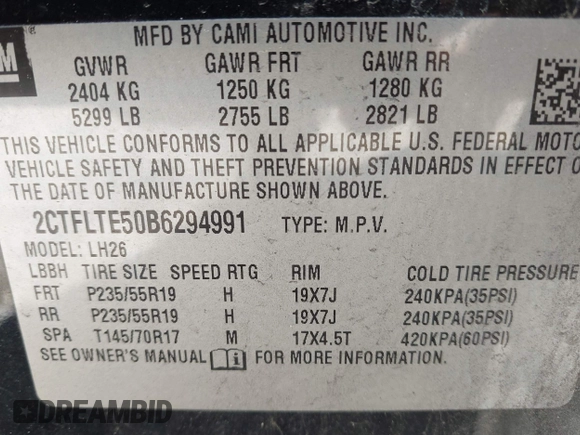 MFD BY CAMI AUTOMOTIVE INC.
GVWR GAWR FRT GAWR RR
2404 KG 1250 KG 1280 KG
5299 LB 2755 LB 2821 LB
THIS VEHICLE CONFORMS TO ALL APPLICABLE U.S. FEDERAL MOTO
VEHICLE SAFETY AND THEFT PREVENTION STANDARDS IN EFFECT ON
THE DATE OF MANUFACTURE SHOWN ABOVE.
2CTFLTE50B6294991 TYPE: M.P.V.
MODEL: LH26
LBBH TIRE SIZE SPEED RTG RIM COLD TIRE PRESSURE
FRT P235/55R19 H 19X7J 240KPA(35PSI)
RR P235/55R19 H 19X7J 240KPA(35PSI)
SPA T145/70R17 M 17X4.5T 420KPA(60PSI)
SEE OWNER'S MANUAL FOR MORE INFORMATION.
DREAMBID